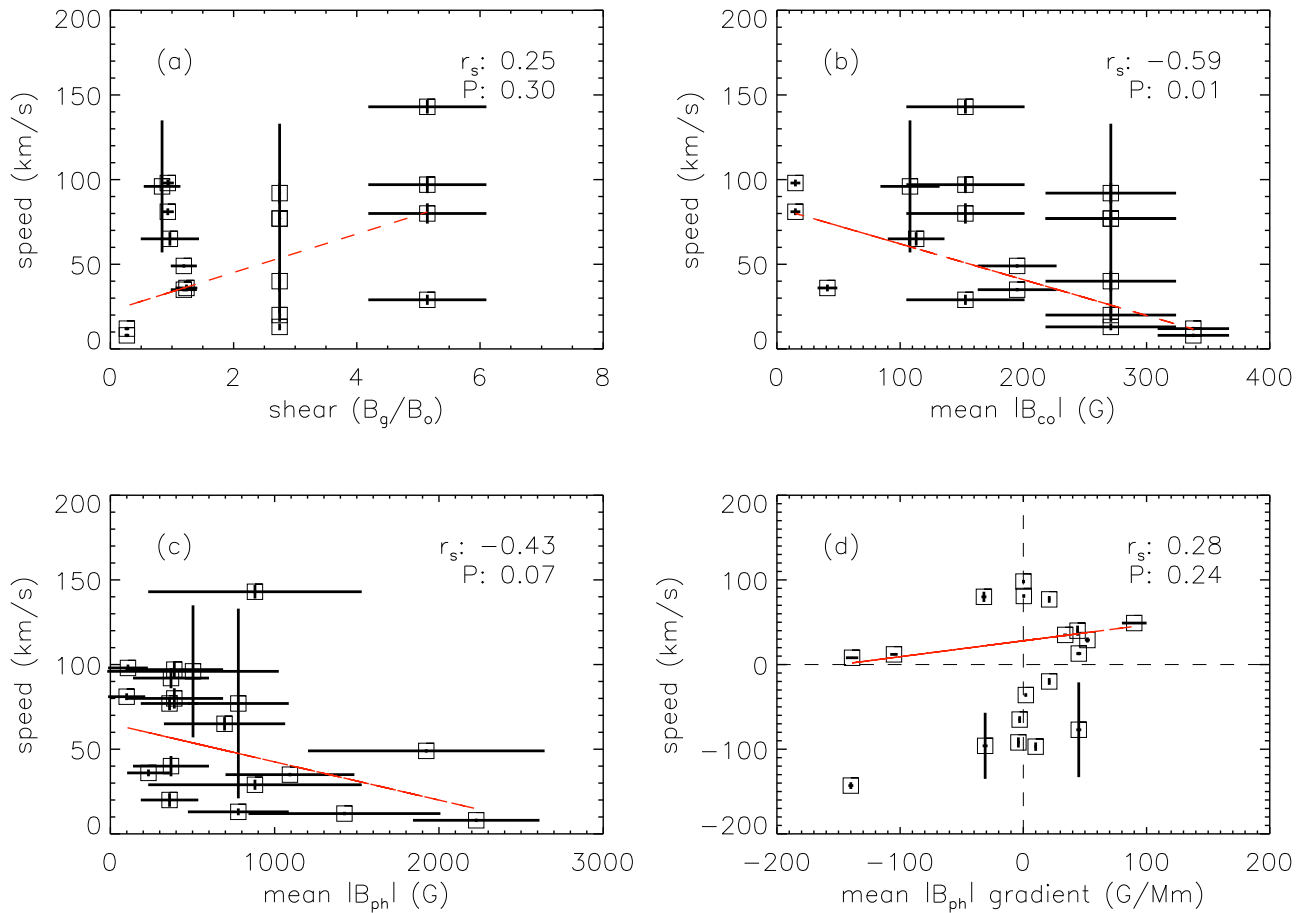 (a)
r_s: 0.25
P: 0.30
speed (km/s)
200
150
100
50
0
0 2 4 6 8
shear (B_g/B_o)
(b)
r_s: −0.59
P: 0.01
speed (km/s)
200
150
100
50
0
0 100 200 300 400
mean |B_co| (G)
(c)
r_s: −0.43
P: 0.07
speed (km/s)
200
150
100
50
0
0 1000 2000 3000
mean |B_ph| (G)
(d)
r_s: 0.28
P: 0.24
speed (km/s)
200
100
0
−100
−200
−200 −100 0 100 200
mean |B_ph| gradient (G/Mm)